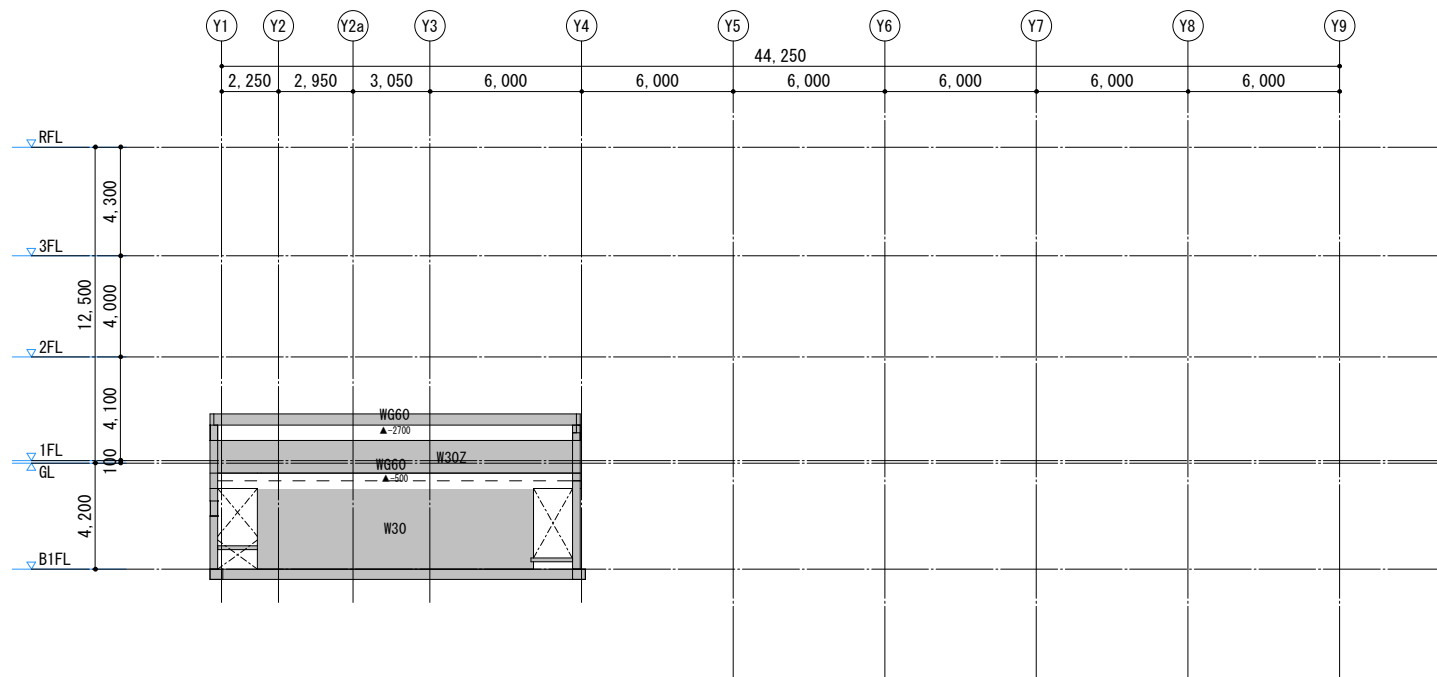 Y1 Y2 Y2a Y3 Y4 Y5 Y6 Y7 Y8 Y9
44,250
2,250 2,950 3,050 6,000 6,000 6,000 6,000 6,000 6,000
RFL
4,300
3FL
12,500
4,000
2FL
4,100
WG60
▲-2700
1FL
100
W30Z
GL
WG60
▲-500
4,200
W30
B1FL